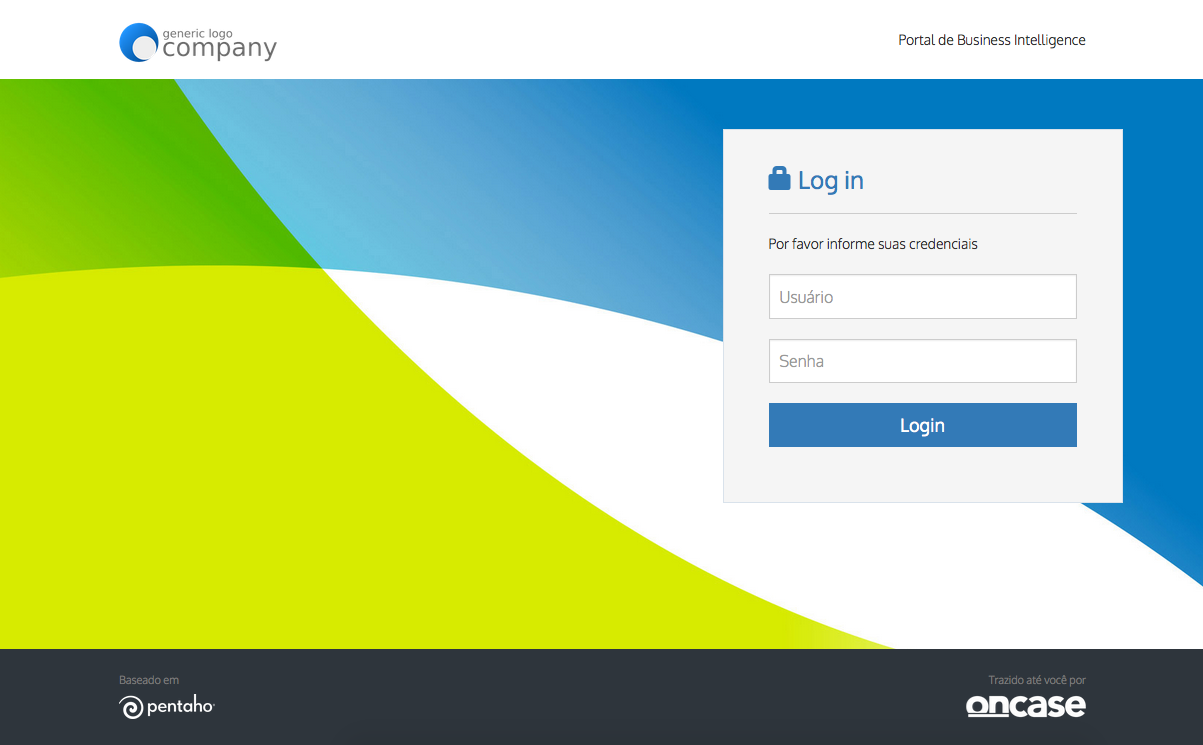 generic logo
company
Portal de Business Intelligence
Log in
Por favor informe suas credenciais
Usuário
Senha
Login
Baseado em
pentaho
Trazido até você por
oncase